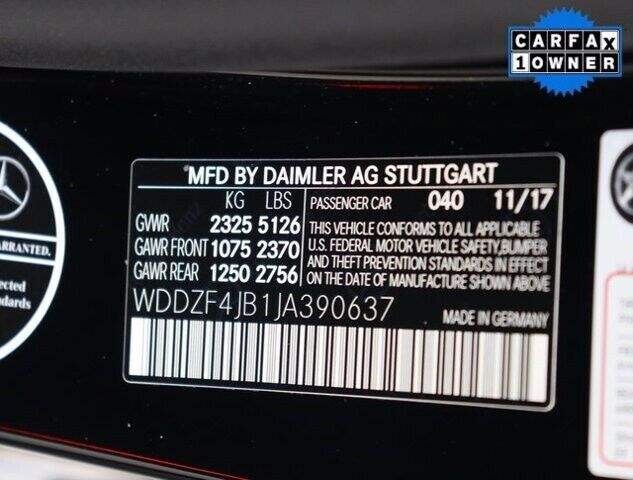 CARFAX
1 OWNER
MFD BY DAIMLER AG STUTTGART
KG LBS
GVWR 2325 5126
GAWR FRONT 1075 2370
GAWR REAR 1250 2756
PASSENGER CAR 040 11/17
THIS VEHICLE CONFORMS TO ALL APPLICABLE
U.S. FEDERAL MOTOR VEHICLE SAFETY, BUMPER
AND THEFT PREVENTION STANDARDS IN EFFECT
ON THE DATE OF MANUFACTURE SHOWN ABOVE.
WDDZF4JB1JA390637
MADE IN GERMANY
ARRANTED.
ected
ndards